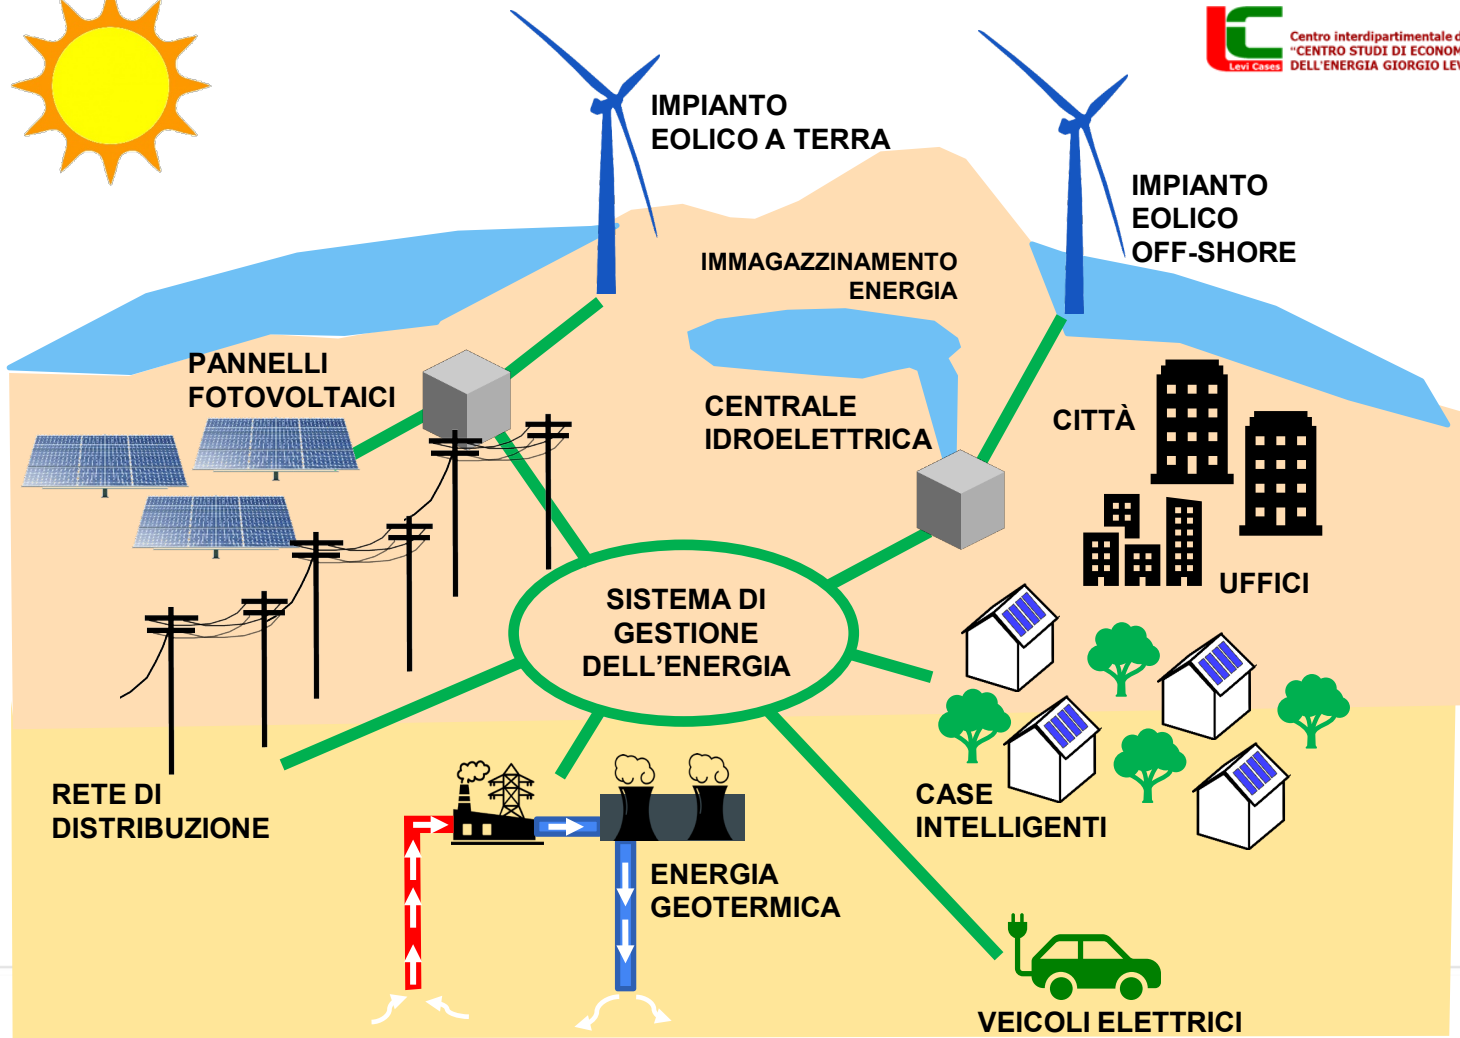 Levi Cases
Centro interdipartimentale d
"CENTRO STUDI DI ECONOM
DELL'ENERGIA GIORGIO LEV
IMPIANTO
EOLICO A TERRA
IMPIANTO
EOLICO
OFF-SHORE
IMMAGAZZINAMENTO
ENERGIA
PANNELLI
FOTOVOLTAICI
CENTRALE
IDROELETTRICA
CITTÀ
UFFICI
SISTEMA DI
GESTIONE
DELL’ENERGIA
RETE DI
DISTRIBUZIONE
CASE
INTELLIGENTI
ENERGIA
GEOTERMICA
VEICOLI ELETTRICI